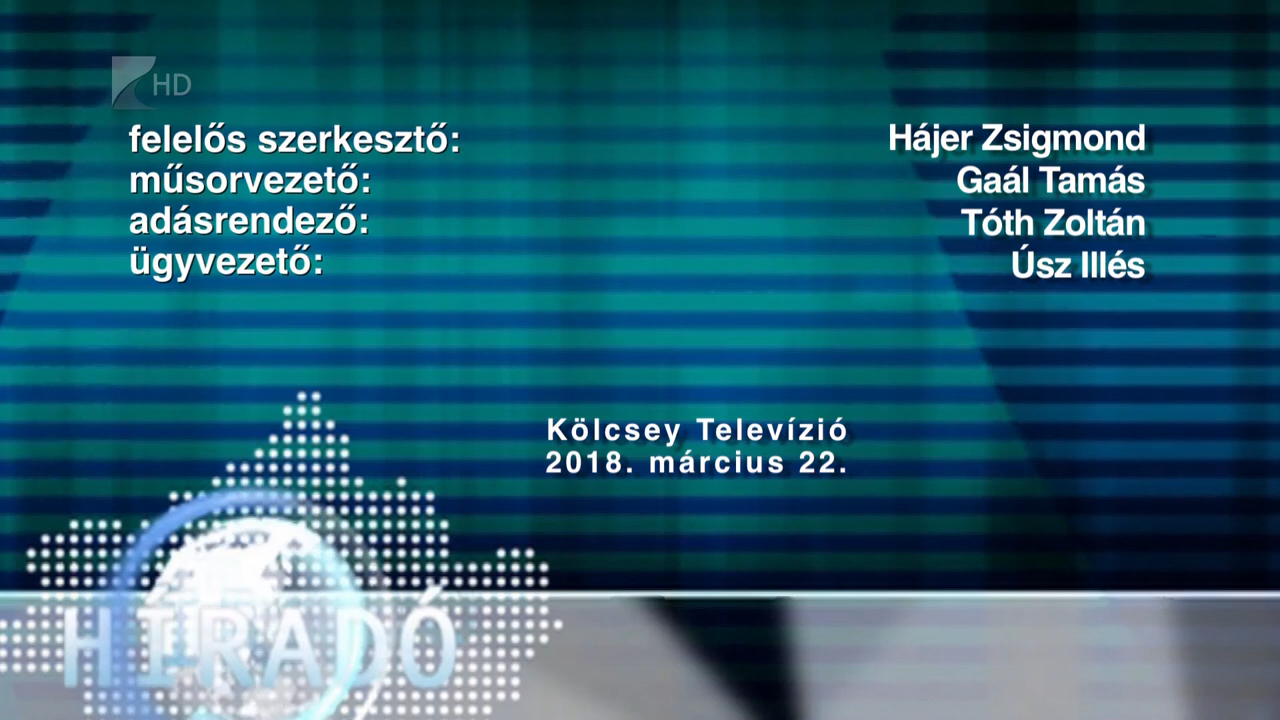 HD
felelős szerkesztő: Hájer Zsigmond
műsorvezető: Gaál Tamás
adásrendező: Tóth Zoltán
ügyvezető: Úsz Illés
Kölcsey Televízió
2018. március 22.
HÍRADÓ